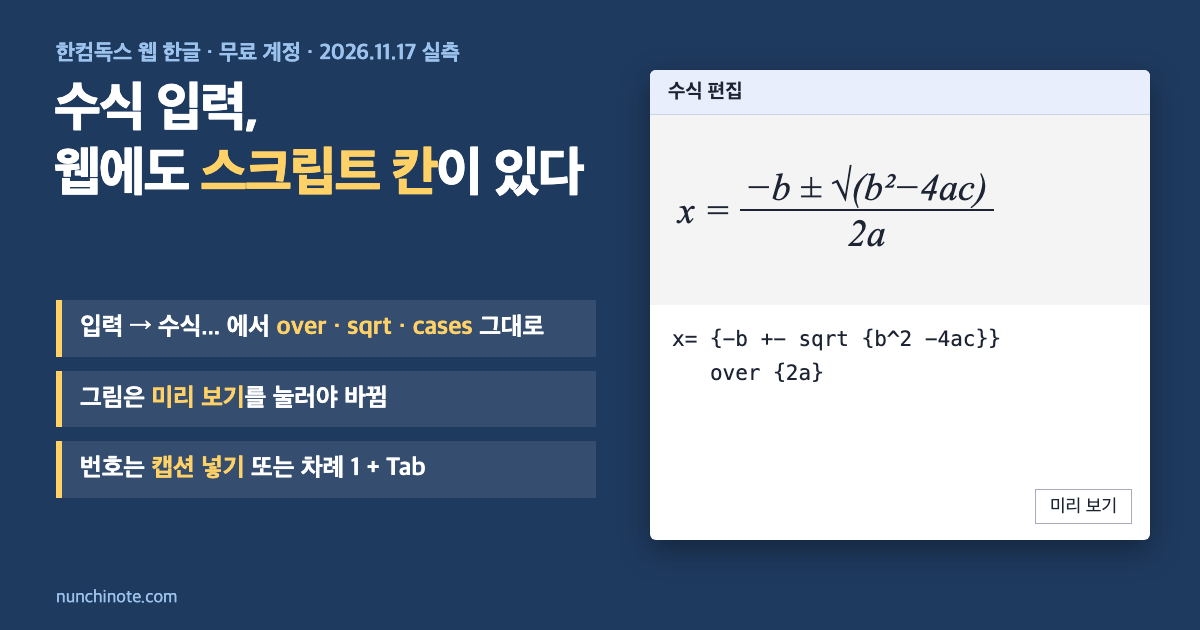 한컴독스 웹 한글 · 무료 계정 · 2026.11.17 실측
수식 입력,
웹에도 스크립트 칸이 있다
입력 → 수식... 에서 over · sqrt · cases 그대로
그림은 미리 보기를 눌러야 바뀜
번호는 캡션 넣기 또는 차례 1 + Tab
nunchinote.com
수식 편집
x = −b ± √(b²−4ac)
2a
x= {−b +− sqrt {b^2 −4ac}}
over {2a}
미리 보기